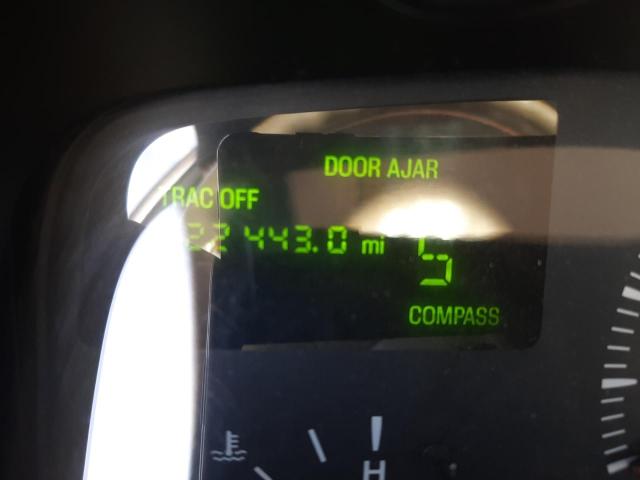 DOOR AJAR
TRAC OFF
22443.0 mi S
COMPASS
H